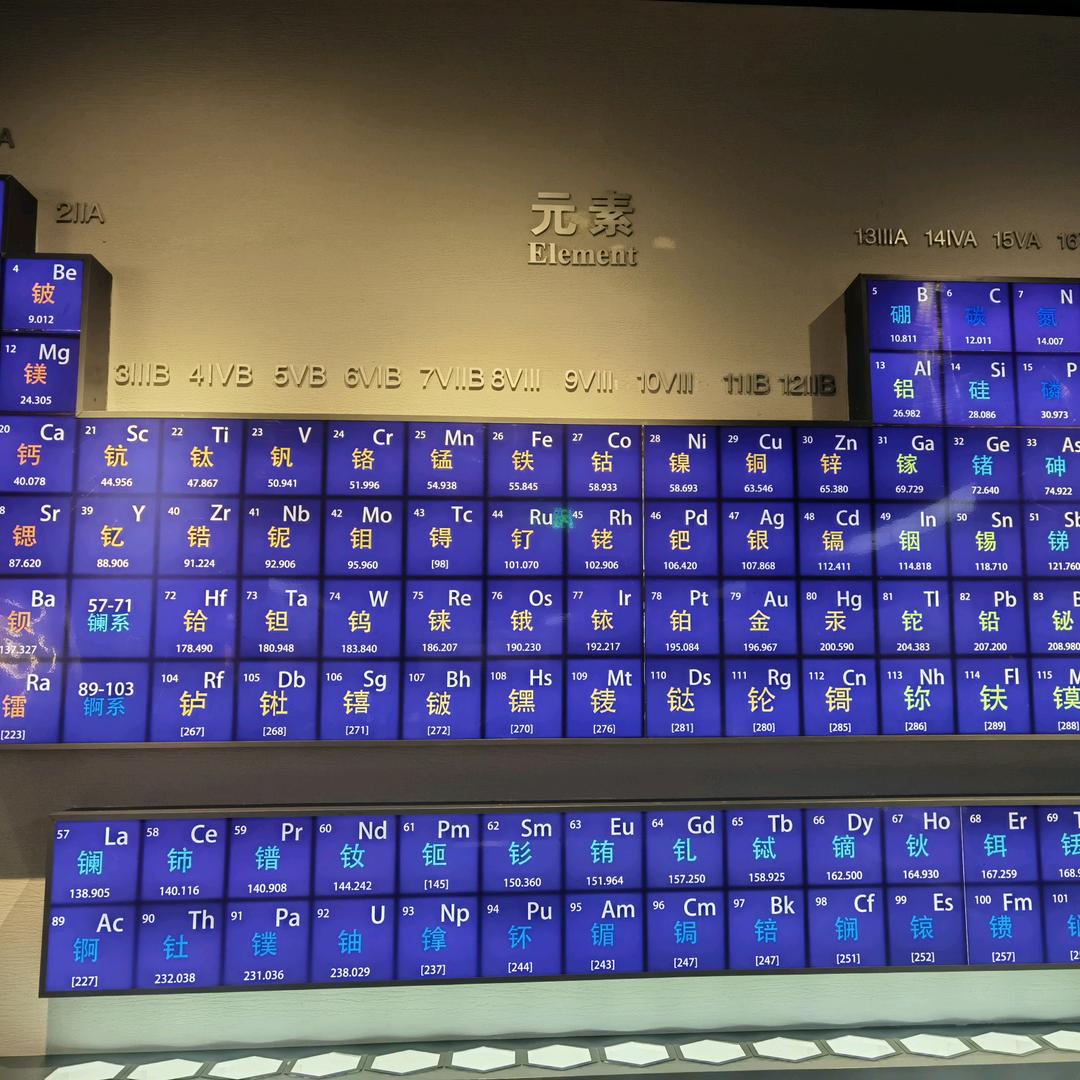 元素
Element
2IIA
13IIIA 14IVA 15VA
4 Be 5 B 6 C 7 N
铍 硼 碳 氮
9.012 10.811 12.011 14.007
12 Mg 13 Al 14 Si 15 P
镁 铝 硅 磷
24.305 26.982 28.086 30.973
3IIIB 4IVB 5VB 6VIB 7VIIB 8VIII 9VIII 10VIII 11IB 12IIB
20 Ca 21 Sc 22 Ti 23 V 24 Cr 25 Mn 26 Fe 27 Co 28 Ni 29 Cu 30 Zn 31 Ga 32 Ge 33 As
钙 钪 钛 钒 铬 锰 铁 钴 镍 铜 锌 镓 锗 砷
40.078 44.956 47.867 50.941 51.996 54.938 55.845 58.933 58.693 63.546 65.380 69.729 72.640 74.922
Sr 39 Y 40 Zr 41 Nb 42 Mo 43 Tc 44 Ru 45 Rh 46 Pd 47 Ag 48 Cd 49 In 50 Sn 51 Sb
锶 钇 锆 铌 钼 锝 钌 铑 钯 银 镉 铟 锡 锑
87.620 88.906 91.224 92.906 95.960 [98] 101.070 102.906 106.420 107.868 112.411 114.818 118.710 121.760
Ba 57-71 72 Hf 73 Ta 74 W 75 Re 76 Os 77 Ir 78 Pt 79 Au 80 Hg 81 Tl 82 Pb 83
钡 镧系 铪 钽 钨 铼 锇 铱 铂 金 汞 铊 铅 铋
137.327 178.490 180.948 183.840 186.207 190.230 192.217 195.084 196.967 200.590 204.383 207.200 208.980
Ra 89-103 104 Rf 105 Db 106 Sg 107 Bh 108 Hs 109 Mt 110 Ds 111 Rg 112 Cn 113 Nh 114 Fl 115
镭 锕系 𬬻 𬭊 𬭳 𬭛 𬭶 鿏 𫟼 𬬭 鿔 鿭 𫓧 镆
[223] [267] [268] [271] [272] [270] [276] [281] [280] [285] [286] [289] [288]
57 La 58 Ce 59 Pr 60 Nd 61 Pm 62 Sm 63 Eu 64 Gd 65 Tb 66 Dy 67 Ho 68 Er 69
镧 铈 镨 钕 钷 钐 铕 钆 铽 镝 钬 铒
138.905 140.116 140.908 144.242 [145] 150.360 151.964 157.250 158.925 162.500 164.930 167.259
89 Ac 90 Th 91 Pa 92 U 93 Np 94 Pu 95 Am 96 Cm 97 Bk 98 Cf 99 Es 100 Fm 101
锕 钍 镤 铀 镎 钚 镅 锔 锫 锎 锿 镄
[227] 232.038 231.036 238.029 [237] [244] [243] [247] [247] [251] [252] [257]